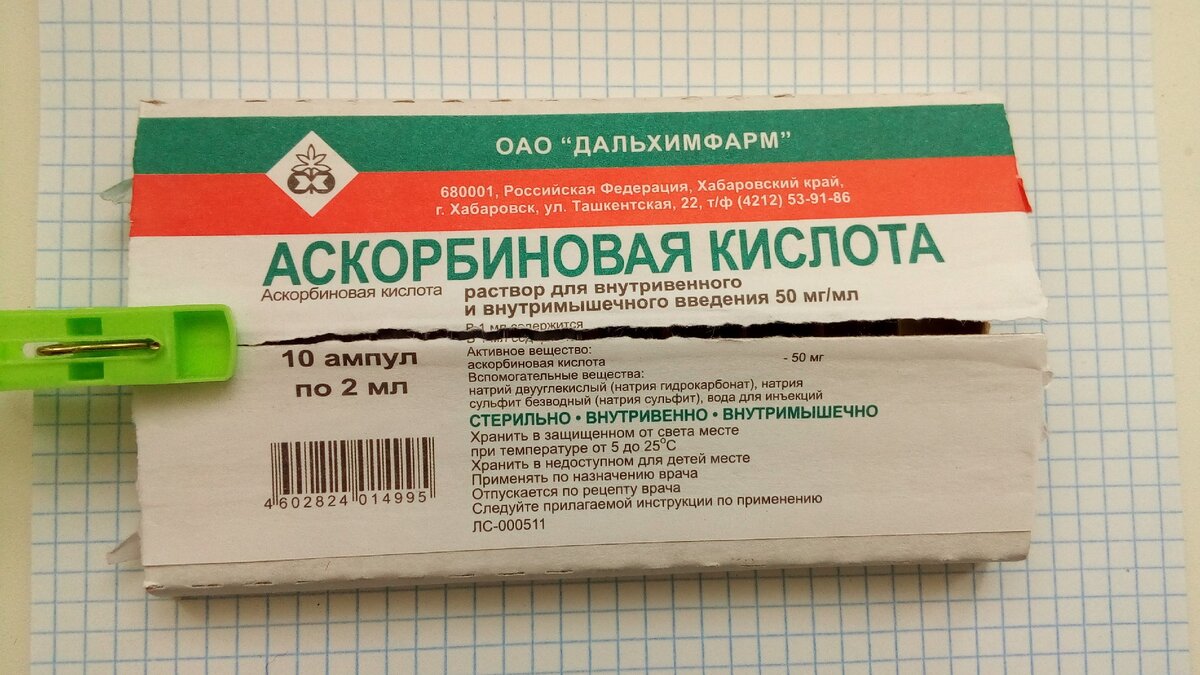 ОАО “ДАЛЬХИМФАРМ”
680001, Российская Федерация, Хабаровский край,
г. Хабаровск, ул. Ташкентская, 22, т/ф (4212) 53-91-86
АСКОРБИНОВАЯ КИСЛОТА
Аскорбиновая кислота
раствор для внутривенного
и внутримышечного введения 50 мг/мл
В 1 мл содержится
10 ампул
по 2 мл
Активное вещество:
аскорбиновая кислота - 50 мг
Вспомогательные вещества:
натрий двууглекислый (натрия гидрокарбонат), натрия
сульфит безводный (натрия сульфит), вода для инъекций
СТЕРИЛЬНО • ВНУТРИВЕННО • ВНУТРИМЫШЕЧНО
Хранить в защищенном от света месте
при температуре от 5 до 25°С
Хранить в недоступном для детей месте
Применять по назначению врача
Отпускается по рецепту врача
Следуйте прилагаемой инструкции по применению
ЛС-000511
4 602824 014995